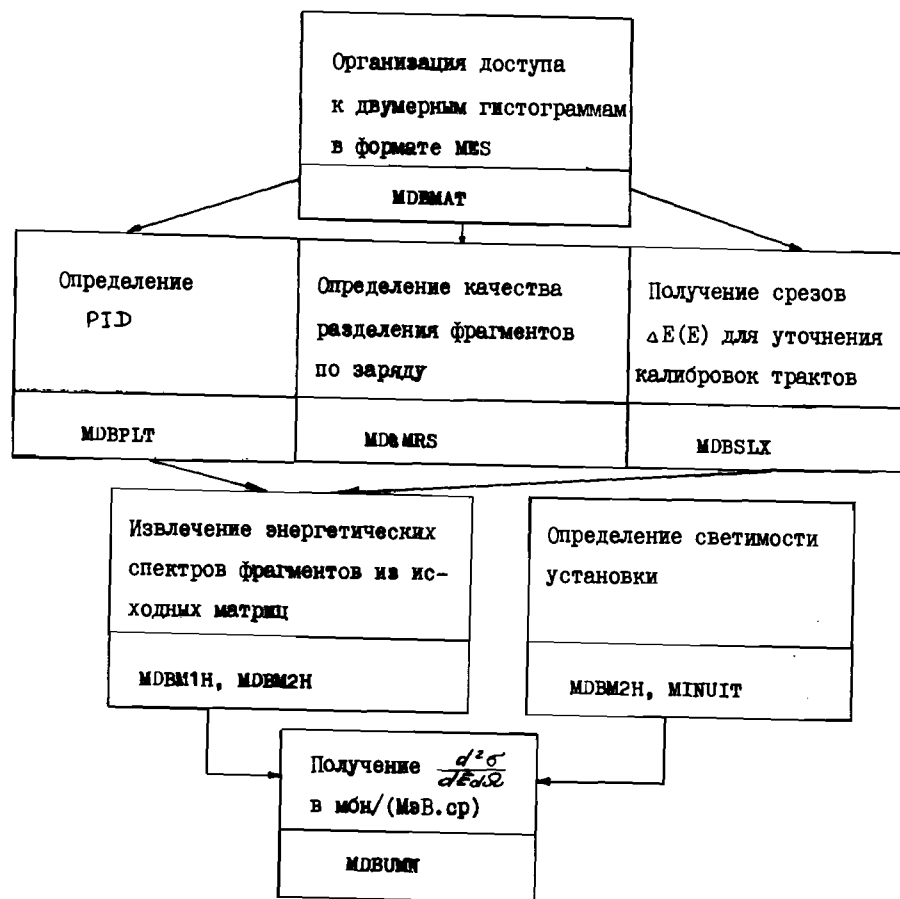 Организация доступа
к двумерным гистограммам
в формате MES
MDBMAT
Определение
PID
MDBPLT
Определение качества
разделения фрагментов
по заряду
MDBMRS
Получение срезов
ΔE(E) для уточнения
калибровок трактов
MDBSLX
Извлечение энергетических
спектров фрагментов из ис-
ходных матриц
MDBM1H, MDBM2H
Определение светимости
установки
MDBM2H, MINUIT
Получение d²σ/dEdΩ
в мбн/(МэВ.ср)
MDBUMN